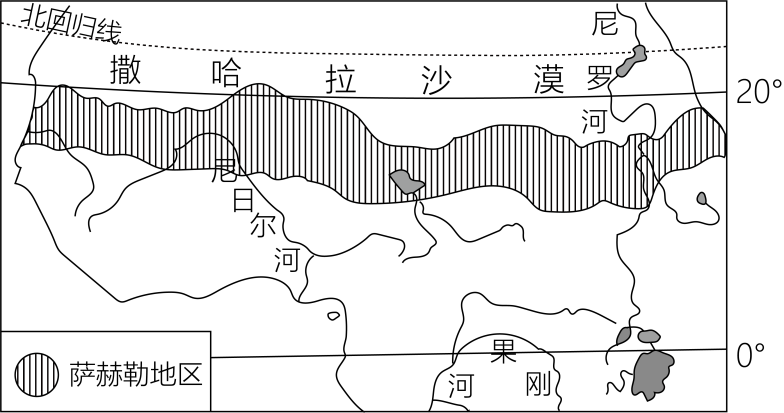 北回归线
尼罗河
撒哈拉沙漠
20°
尼日尔河
果
河 刚
0°
萨赫勒地区